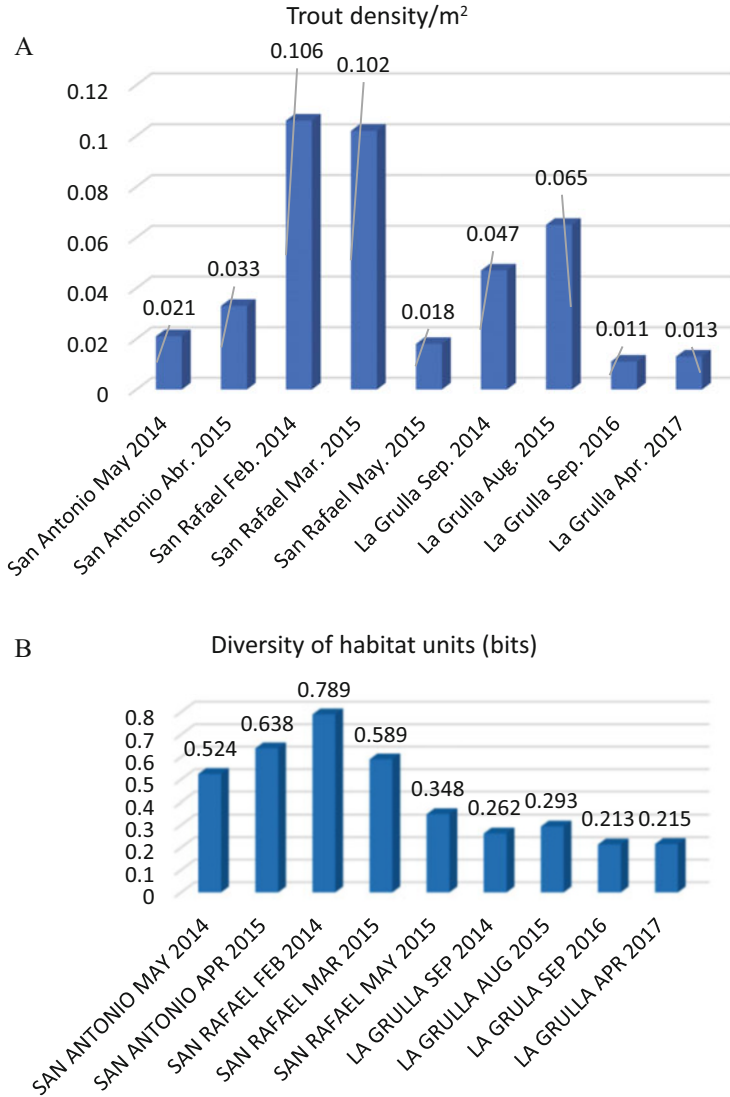 Trout density/m²
A
0.106
0.102
0.12
0.1
0.08
0.06
0.04
0.02
0
0.021
0.033
0.018
0.047
0.065
0.011
0.013
San Antonio May 2014
San Antonio Abr. 2015
San Rafael Feb. 2014
San Rafael Mar. 2015
San Rafael May. 2015
La Grulla Sep. 2014
La Grulla Aug. 2015
La Grulla Sep. 2016
La Grulla Apr. 2017
B
Diversity of habitat units (bits)
0.8
0.7
0.6
0.5
0.4
0.3
0.2
0.1
0
0.524
0.638
0.789
0.589
0.348
0.262
0.293
0.213
0.215
SAN ANTONIO MAY 2014
SAN ANTONIO APR 2015
SAN RAFAEL FEB 2014
SAN RAFAEL MAR 2015
SAN RAFAEL MAY 2015
LA GRULLA SEP 2014
LA GRULLA AUG 2015
LA GRULLA SEP 2016
LA GRULLA APR 2017